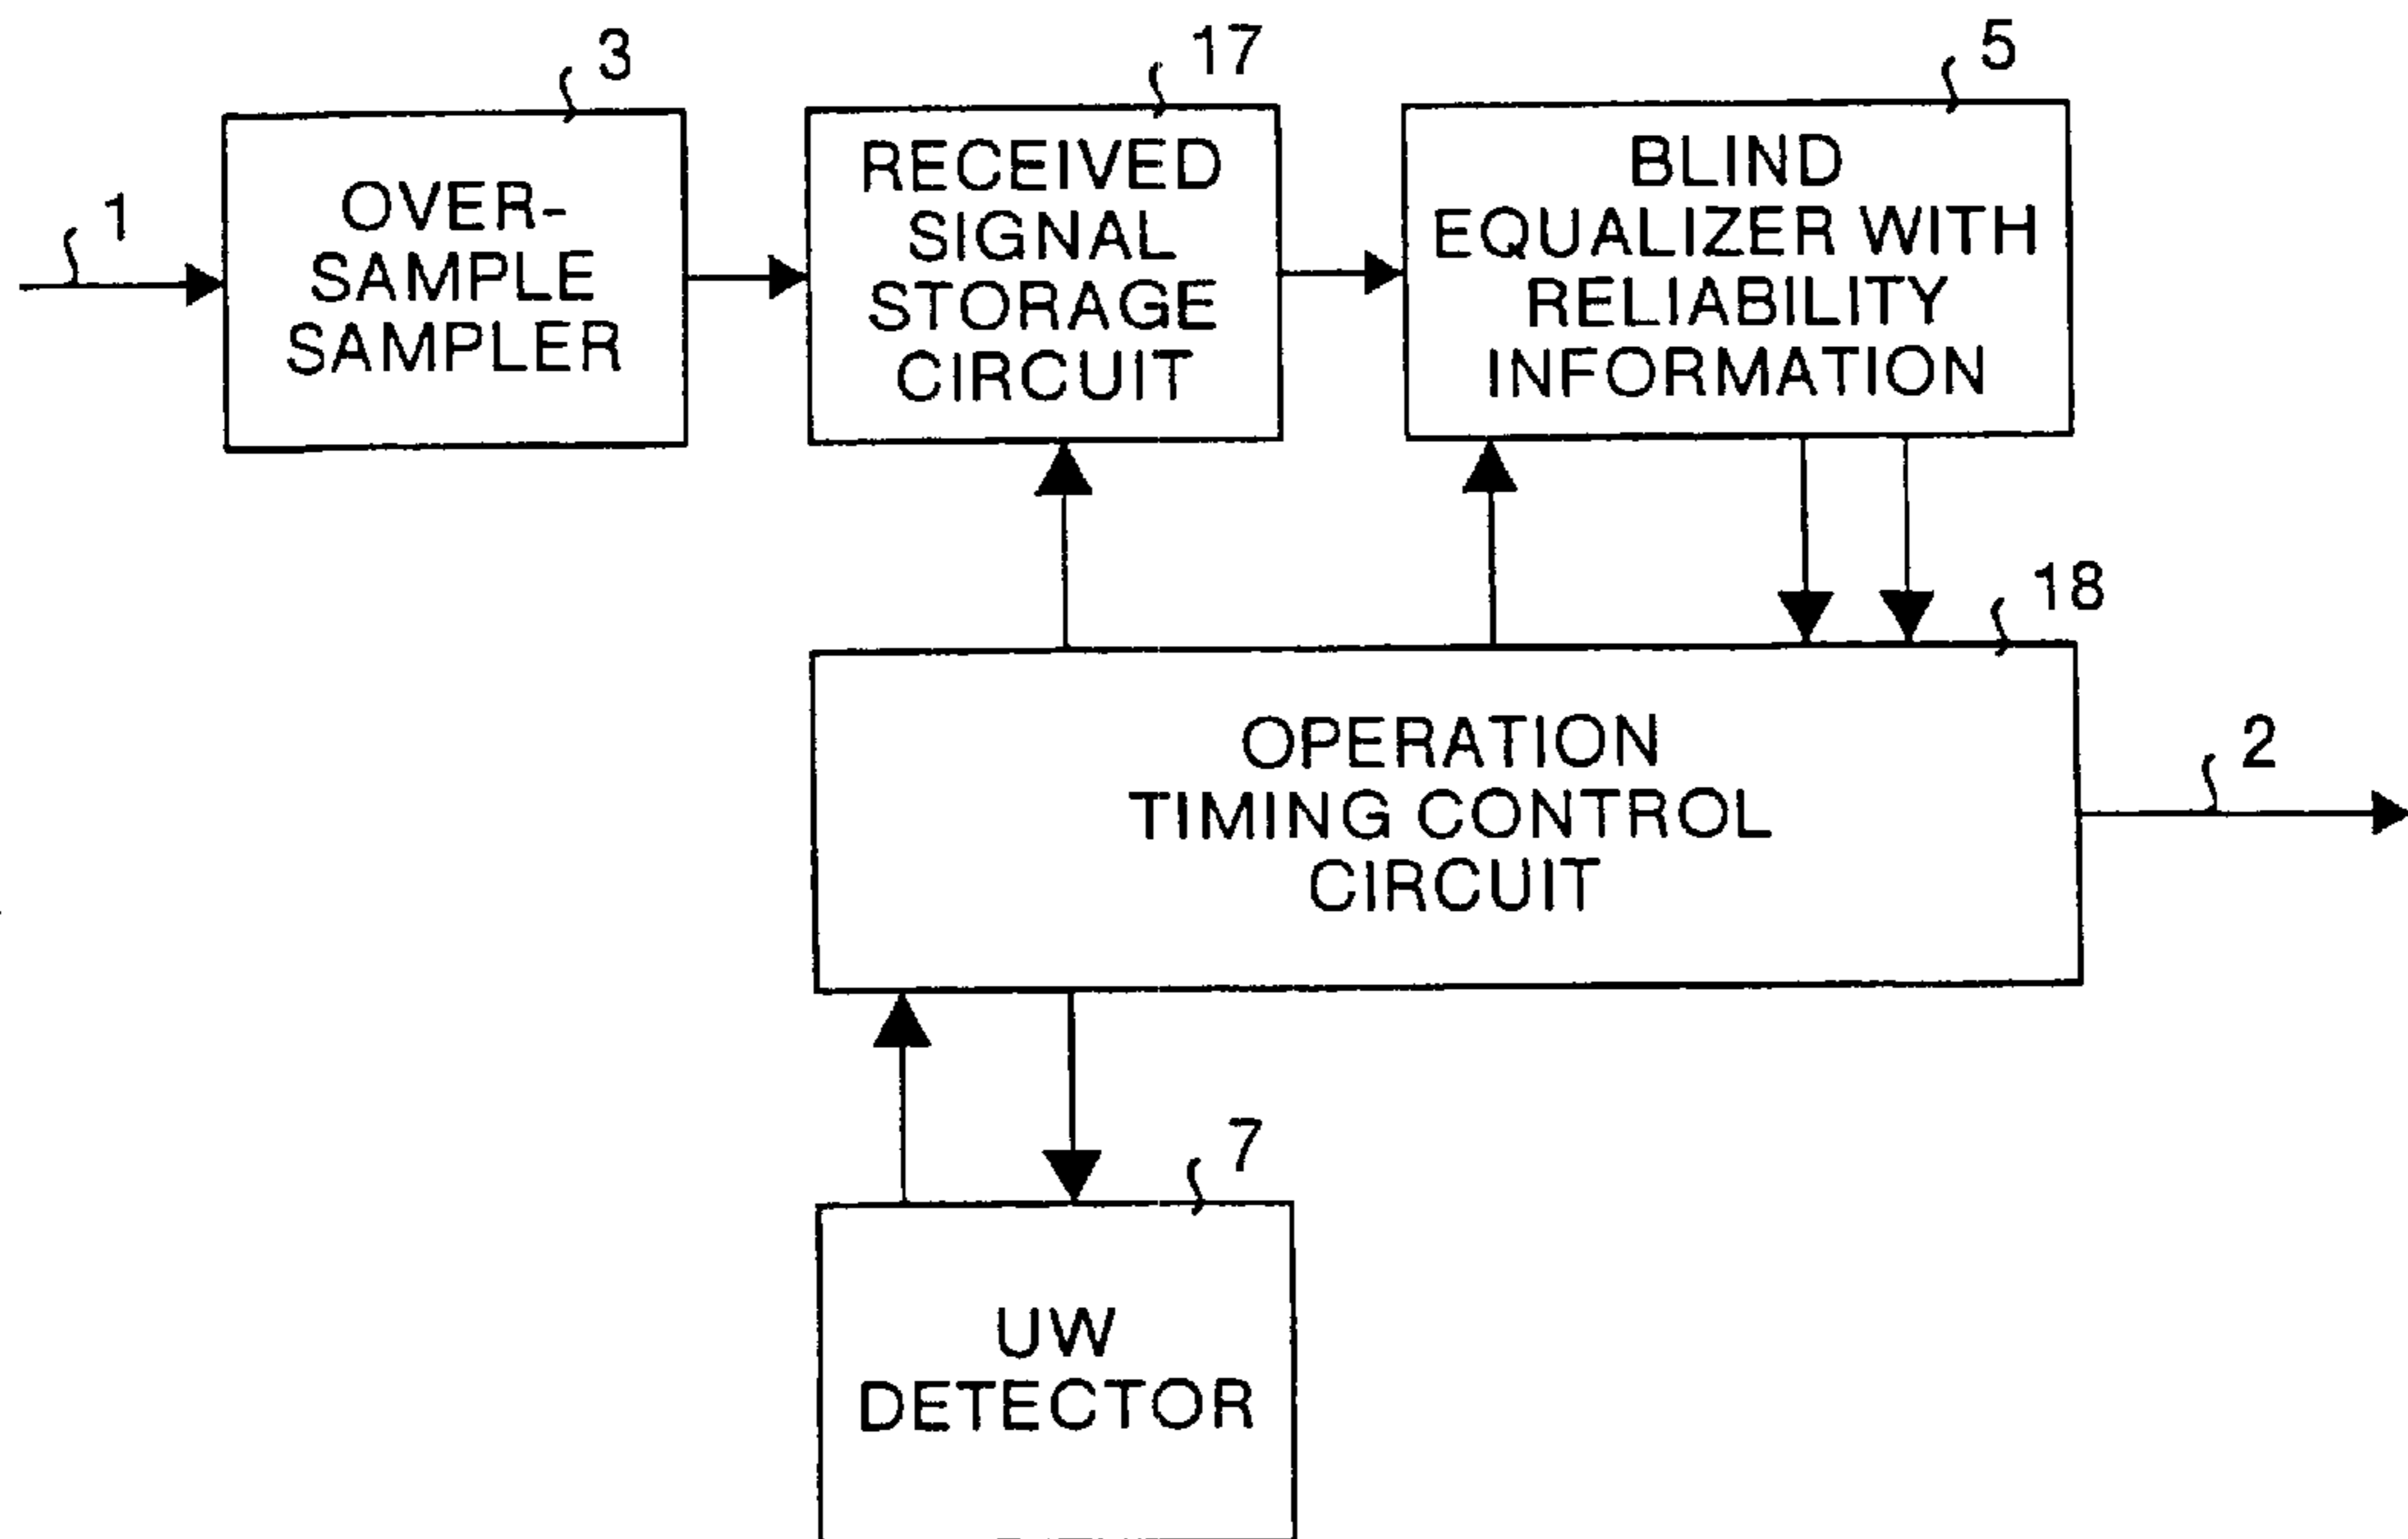 3
17
5
1
OVER-
SAMPLE
SAMPLER
RECEIVED
SIGNAL
STORAGE
CIRCUIT
BLIND
EQUALIZER WITH
RELIABILITY
INFORMATION
18
OPERATION
TIMING CONTROL
CIRCUIT
2
7
UW
DETECTOR